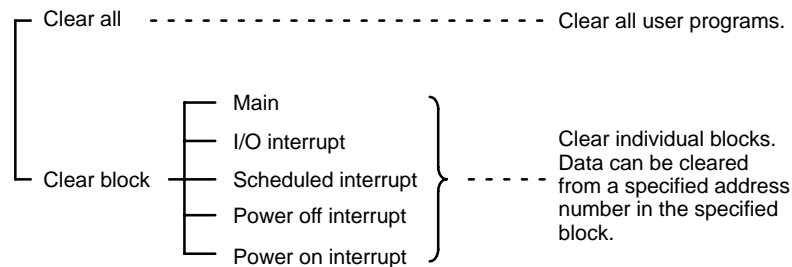 Clear all
Clear all user programs.
Clear block
Main
I/O interrupt
Scheduled interrupt
Power off interrupt
Power on interrupt
Clear individual blocks.
Data can be cleared
from a specified address
number in the specified
block.